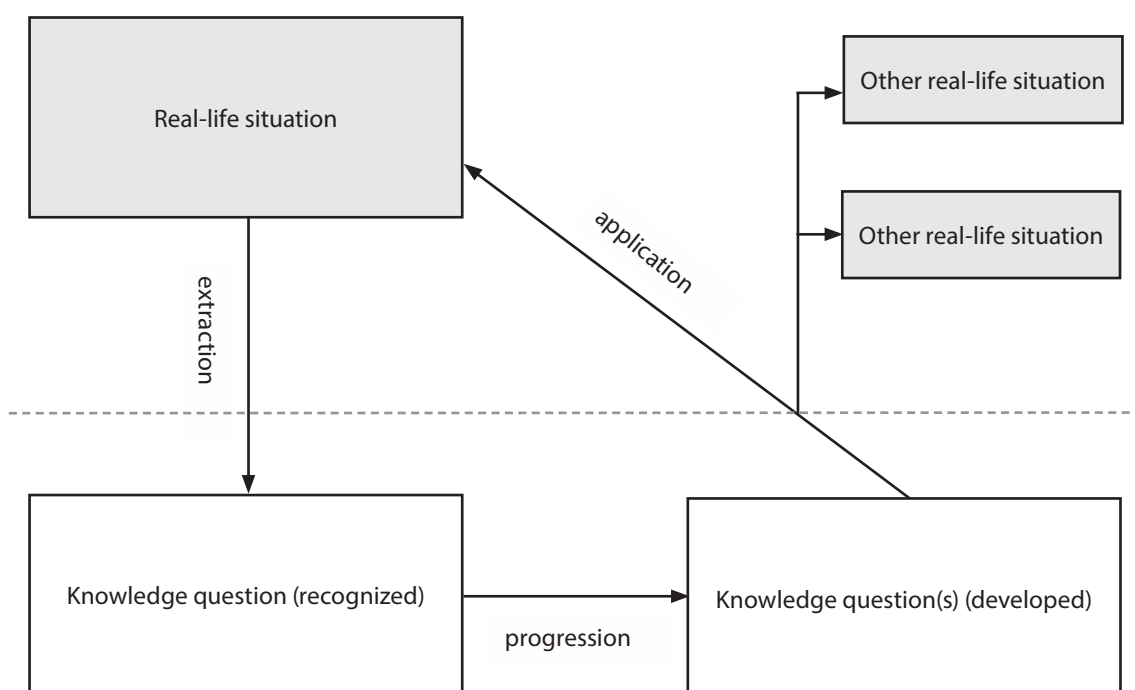 Real-life situation
Other real-life situation
Other real-life situation
application
extraction
Knowledge question (recognized)
progression
Knowledge question(s) (developed)